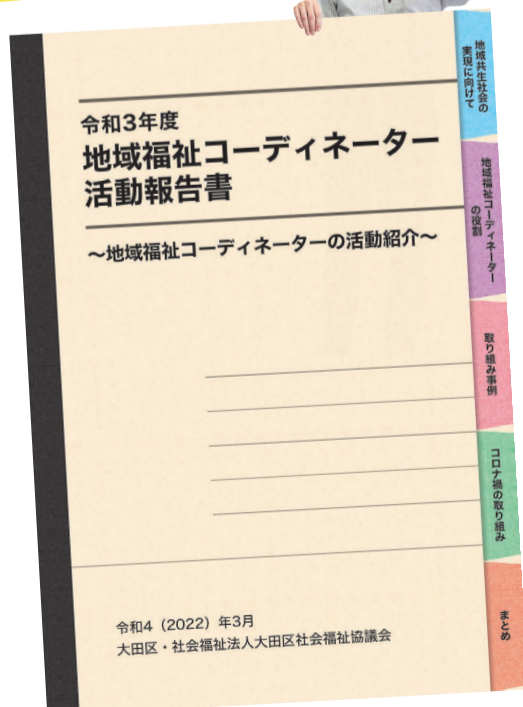 令和3年度
地域福祉コーディネーター
活動報告書
〜地域福祉コーディネーターの活動紹介〜
令和4（2022）年3月
大田区・社会福祉法人大田区社会福祉協議会
地域共生社会の
実現に向けて
地域福祉コーディネーター
の役割
取り組み事例
コロナ禍の取り組み
まとめ